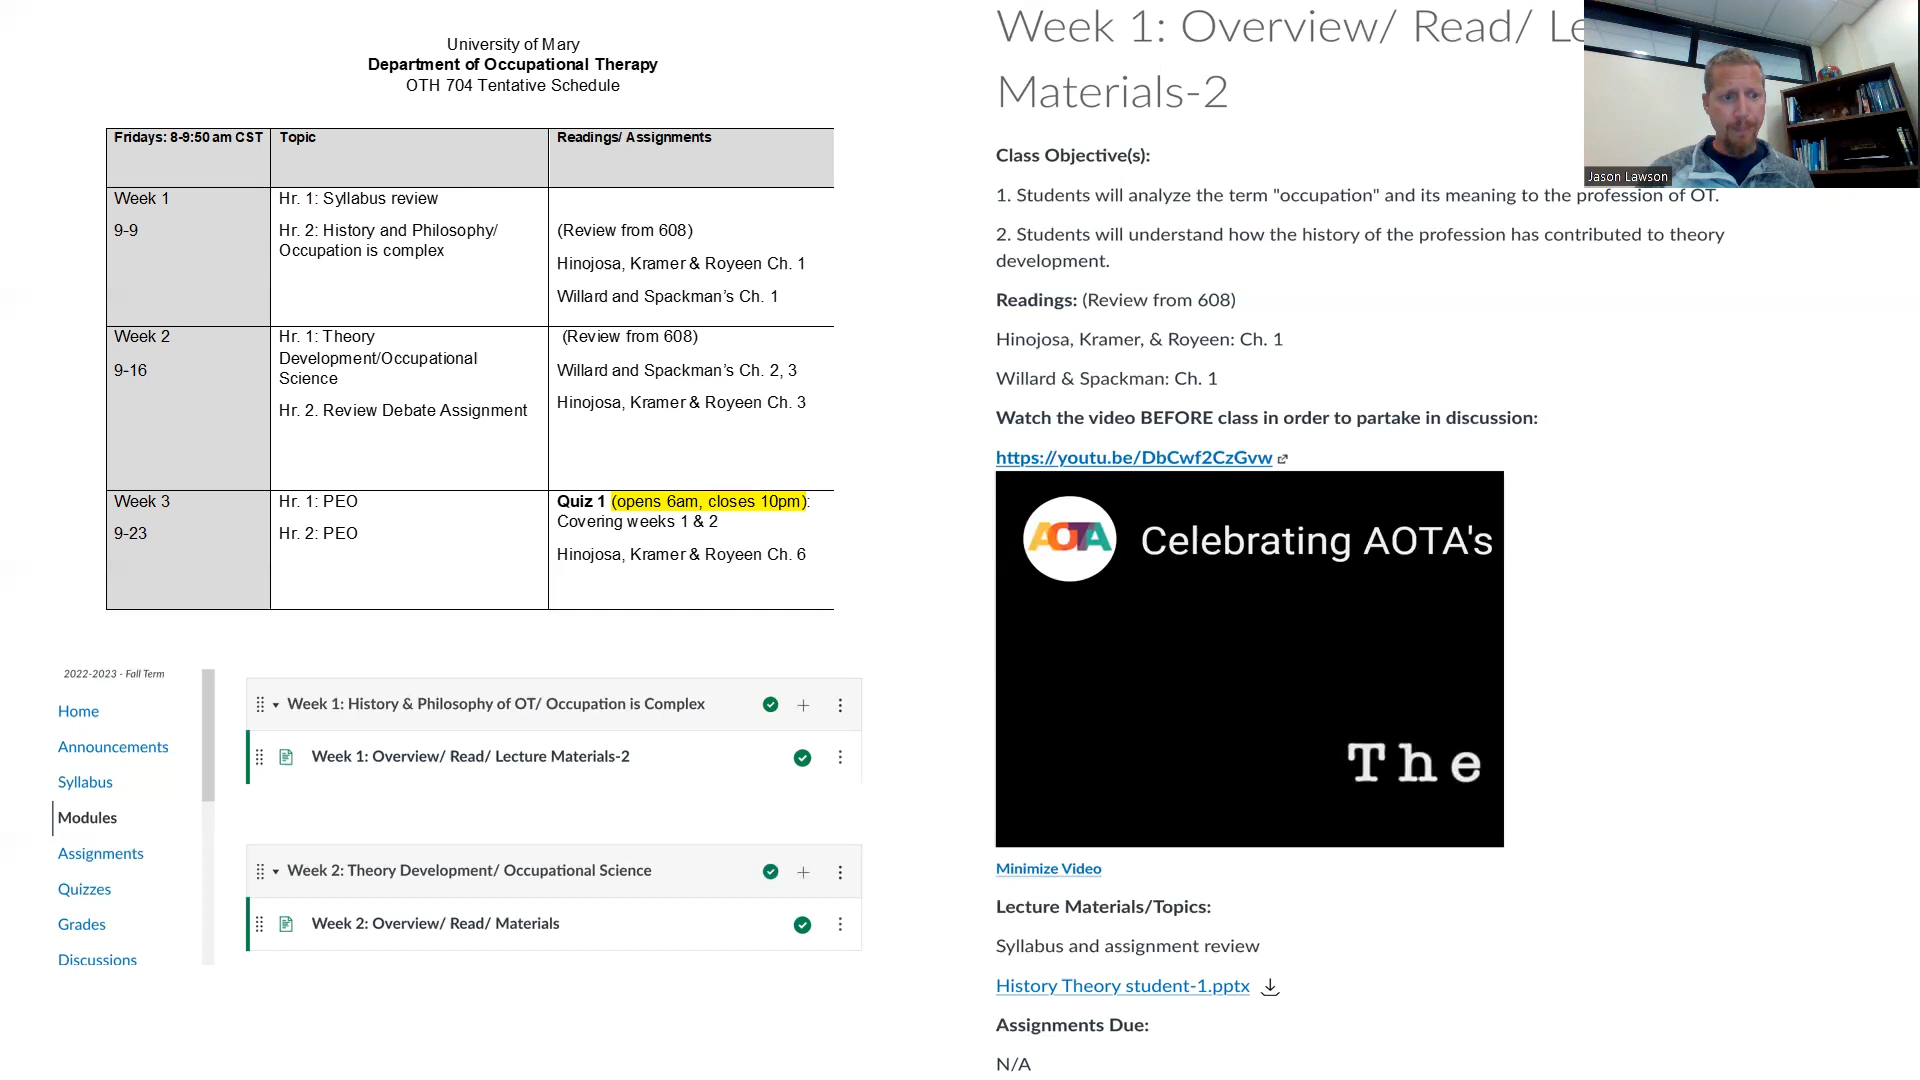 University of Mary
Department of Occupational Therapy
OTH 704 Tentative Schedule
Fridays: 8-9:50 am CST Topic Readings/ Assignments
Week 1
9-9
Hr. 1: Syllabus review
Hr. 2: History and Philosophy/
Occupation is complex
(Review from 608)
Hinojosa, Kramer & Royeen Ch. 1
Willard and Spackman’s Ch. 1
Week 2
9-16
Hr. 1: Theory
Development/Occupational
Science
Hr. 2. Review Debate Assignment
(Review from 608)
Willard and Spackman’s Ch. 2, 3
Hinojosa, Kramer & Royeen Ch. 3
Week 3
9-23
Hr. 1: PEO
Hr. 2: PEO
Quiz 1 (opens 6am, closes 10pm):
Covering weeks 1 & 2
Hinojosa, Kramer & Royeen Ch. 6
2022-2023 - Fall Term
Home
Announcements
Syllabus
Modules
Assignments
Quizzes
Grades
Discussions
Week 1: History & Philosophy of OT/ Occupation is Complex
Week 1: Overview/ Read/ Lecture Materials-2
Week 2: Theory Development/ Occupational Science
Week 2: Overview/ Read/ Materials
Week 1: Overview/ Read/ Le
Materials-2
Jason Lawson
Class Objective(s):
1. Students will analyze the term "occupation" and its meaning to the profession of OT.
2. Students will understand how the history of the profession has contributed to theory
development.
Readings: (Review from 608)
Hinojosa, Kramer, & Royeen: Ch. 1
Willard & Spackman: Ch. 1
Watch the video BEFORE class in order to partake in discussion:
https://youtu.be/DbCwf2CzGvw
AOTA Celebrating AOTA's
The
Minimize Video
Lecture Materials/Topics:
Syllabus and assignment review
History Theory student-1.pptx
Assignments Due:
N/A